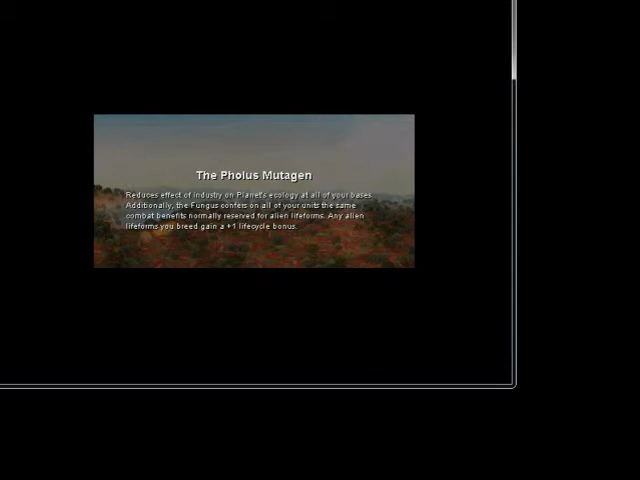 The Pholus Mutagen
Reduces effect of industry on Planet's ecology at all of your bases.
Additionally, the Fungus confers on all of your units the same
combat benefits normally reserved for alien lifeforms. Any alien
lifeforms you breed gain a +1 lifecycle bonus.